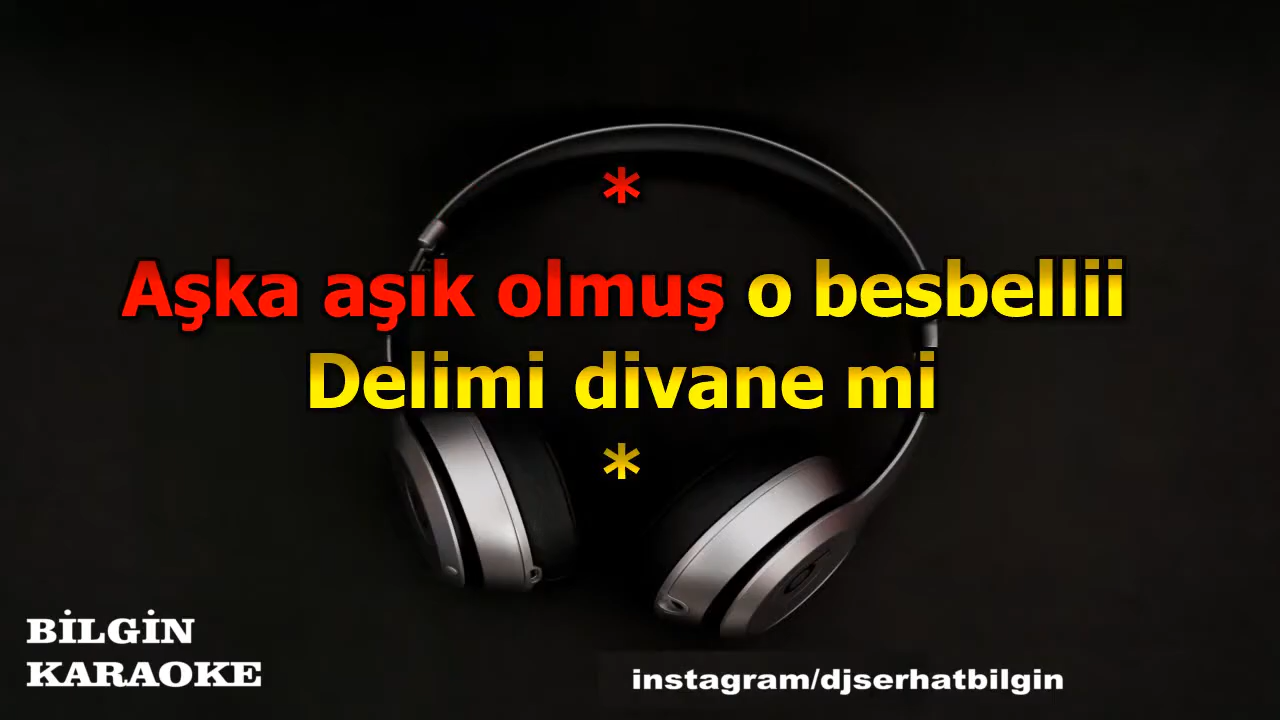 *
Aşka aşık olmuş o besbellii
Delimi divane mi
*
BİLGİN
KARAOKE
instagram/djserhatbilgin